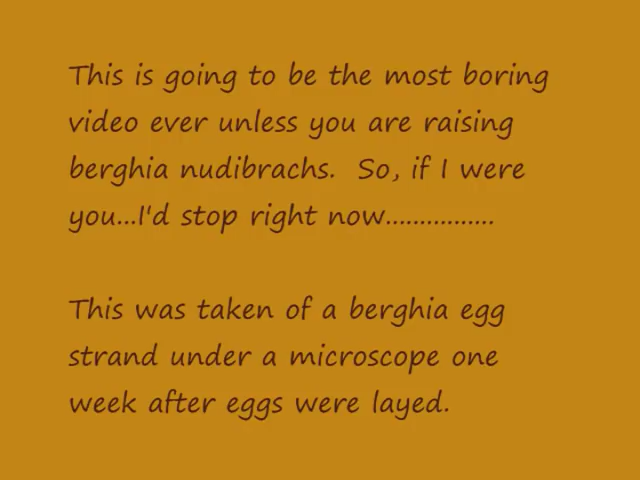 This is going to be the most boring
video ever unless you are raising
berghia nudibrachs.  So, if I were
you...I'd stop right now................
This was taken of a berghia egg
strand under a microscope one
week after eggs were layed.